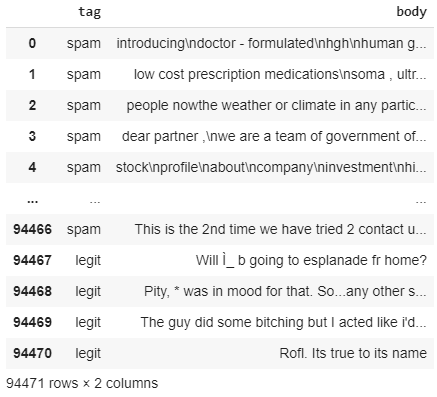 tag body
0 spam introducing\ndoctor - formulated\nhgh\nhuman g...
1 spam low cost prescription medications\nsoma , ultr...
2 spam people nowthe weather or climate in any partic...
3 spam dear partner ,\nwe are a team of government of...
4 spam stock\nprofile\nabout\ncompany\ninvestment\nhi...
... ... ...
94466 spam This is the 2nd time we have tried 2 contact u...
94467 legit Will Ì_ b going to esplanade fr home?
94468 legit Pity, * was in mood for that. So...any other s...
94469 legit The guy did some bitching but I acted like i'd...
94470 legit Rofl. Its true to its name
94471 rows × 2 columns